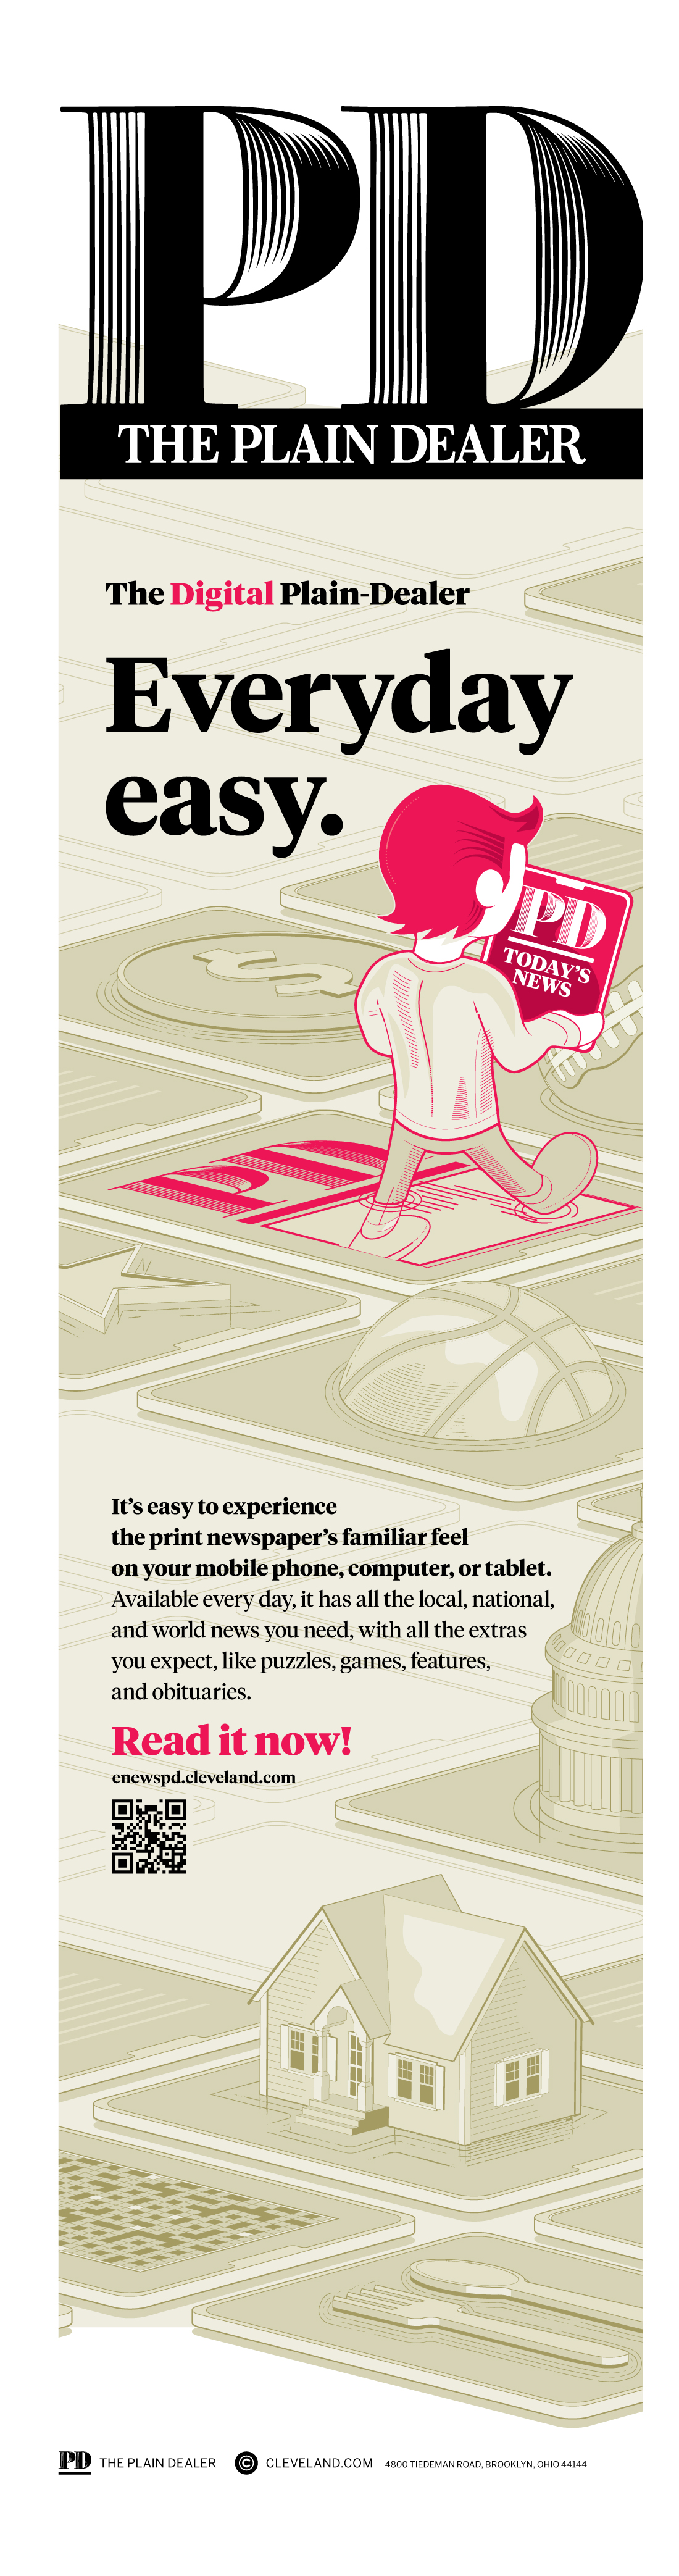 PD
THE PLAIN DEALER
The Digital Plain-Dealer
Everyday
easy.
PD
TODAY'S
NEWS
PD
It's easy to experience
the print newspaper's familiar feel
on your mobile phone, computer, or tablet.
Available every day, it has all the local, national,
and world news you need, with all the extras
you expect, like puzzles, games, features,
and obituaries.
Read it now!
enewspd.cleveland.com
PD THE PLAIN DEALER © CLEVELAND.COM 4800 TIEDEMAN ROAD, BROOKLYN, OHIO 44144